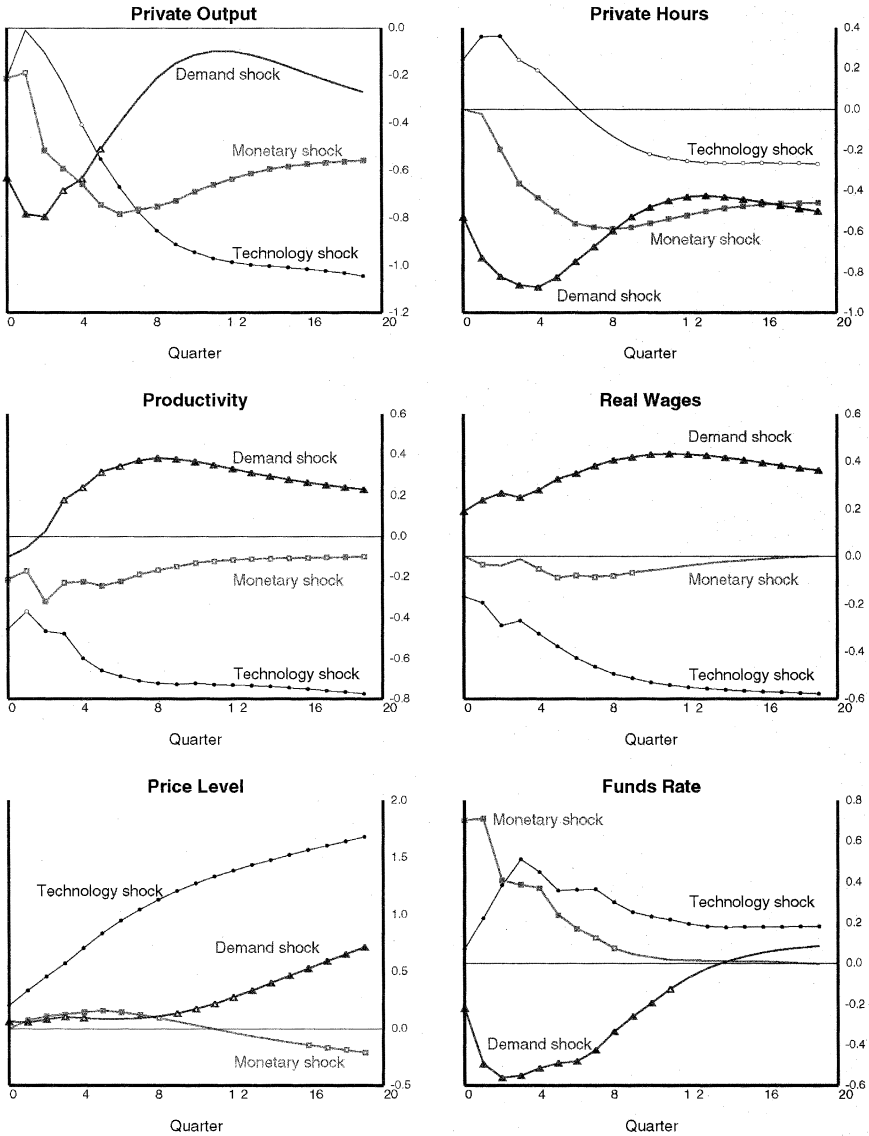 Private Output
0.0
-0.2
-0.4
-0.6
-0.8
-1.0
-1.2
Demand shock
Monetary shock
Technology shock
0 4 8 1 2 16 20
Quarter
Private Hours
0.4
0.2
0.0
-0.2
-0.4
-0.6
-0.8
-1.0
Technology shock
Monetary shock
Demand shock
0 4 8 1 2 16 20
Quarter
Productivity
0.6
0.4
0.2
0.0
-0.2
-0.4
-0.6
-0.8
Demand shock
Monetary shock
Technology shock
0 4 8 1 2 16 20
Quarter
Real Wages
0.6
0.4
0.2
0.0
-0.2
-0.4
-0.6
Demand shock
Monetary shock
Technology shock
0 4 8 1 2 16 20
Quarter
Price Level
2.0
1.5
1.0
0.5
0.0
-0.5
Technology shock
Demand shock
Monetary shock
0 4 8 1 2 16 20
Quarter
Funds Rate
0.8
0.6
0.4
0.2
0.0
-0.2
-0.4
-0.6
Monetary shock
Technology shock
Demand shock
0 4 8 1 2 16 20
Quarter